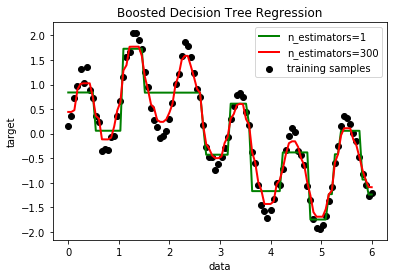 Boosted Decision Tree Regression
n_estimators=1
n_estimators=300
training samples
target
2.0
1.5
1.0
0.5
0.0
−0.5
−1.0
−1.5
−2.0
0 1 2 3 4 5 6
data